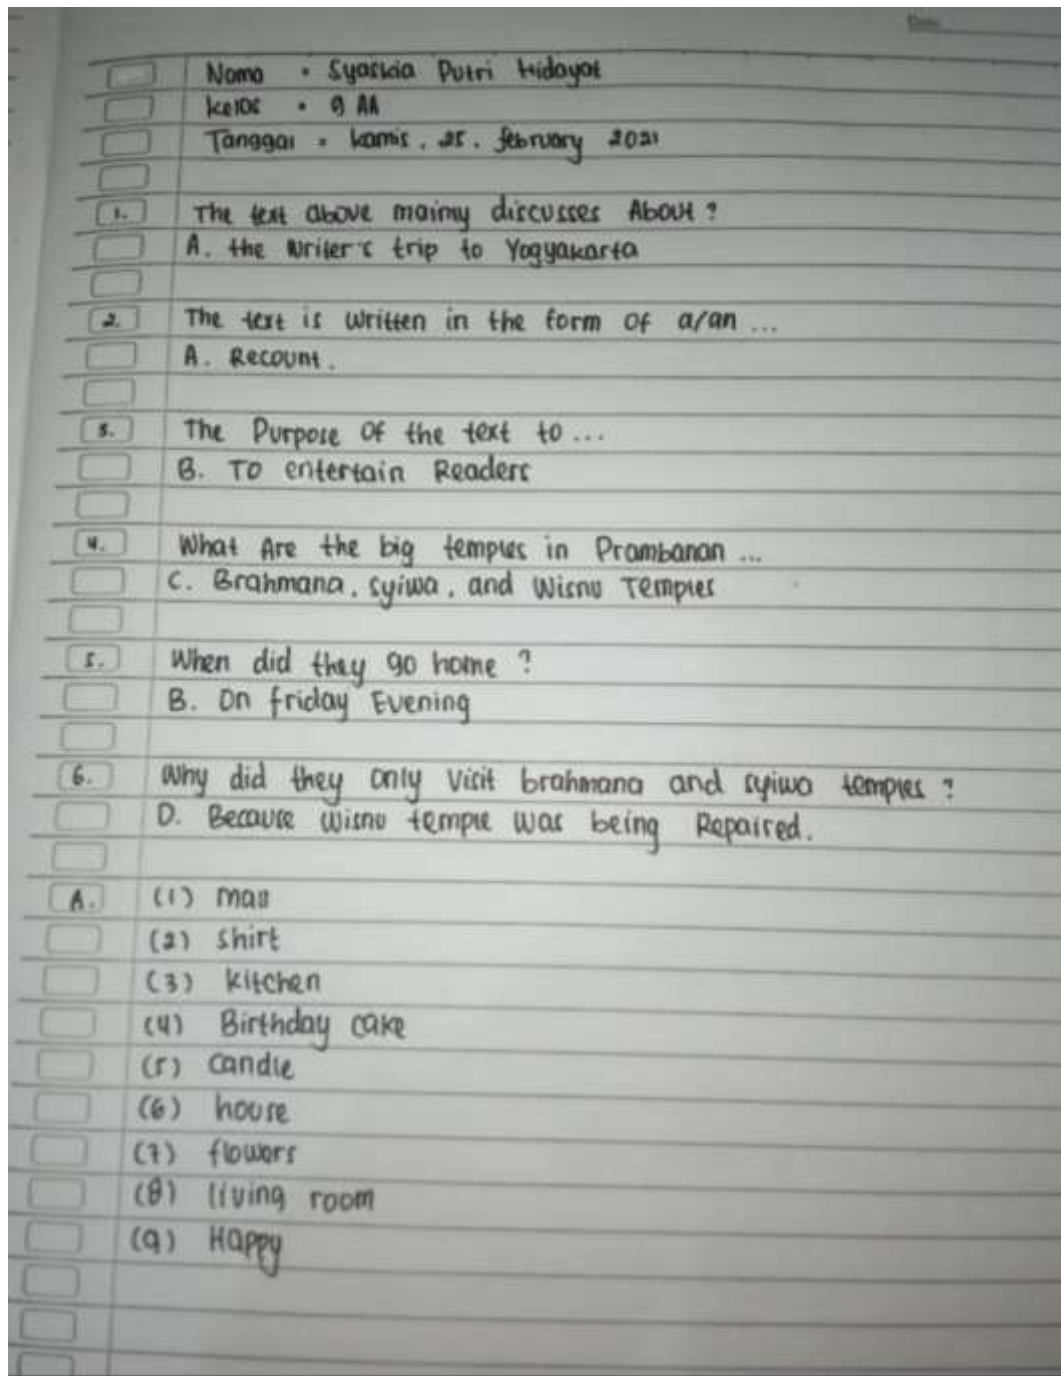 Date
Nama : Syaskia Putri Hidayat
kelas : 9 AA
Tanggal : kamis, 25. february 2021
1. The text above mainly discusses About ?
A. the writer's trip to Yogyakarta
2. The text is written in the form of a/an ...
A. Recount.
3. The Purpose of the text to ...
B. To entertain Readers
4. What Are the big temples in Prambanan ...
C. Brahmana, syiwa, and Wisnu Temples
5. When did they go home ?
B. On friday Evening
6. Why did they only visit brahmana and syiwa temples ?
D. Because wisnu temple was being Repaired.
A. (1) mall
(2) shirt
(3) kitchen
(4) Birthday cake
(5) candle
(6) house
(7) flowers
(8) living room
(9) Happy